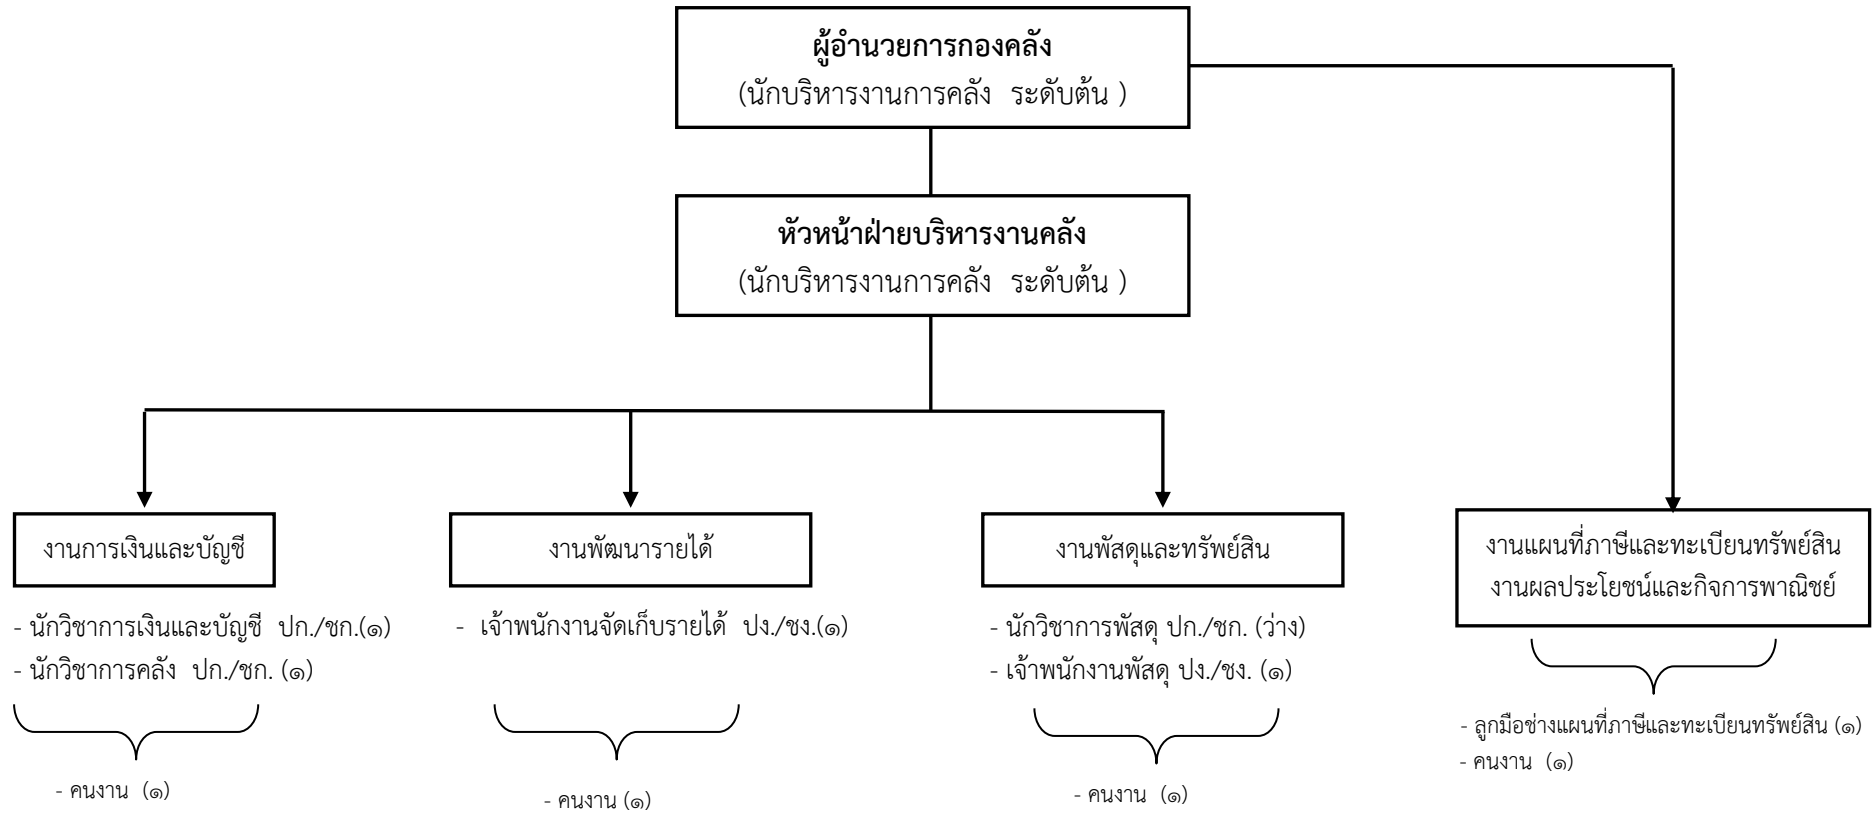 ผู้อำนวยการกองคลัง
(นักบริหารงานการคลัง ระดับต้น )
หัวหน้าฝ่ายบริหารงานคลัง
(นักบริหารงานการคลัง ระดับต้น )
งานการเงินและบัญชี
- นักวิชาการเงินและบัญชี ปก./ชก.(๑)
- นักวิชาการคลัง ปก./ชก. (๑)
- คนงาน (๑)
งานพัฒนารายได้
- เจ้าพนักงานจัดเก็บรายได้ ปง./ชง.(๑)
- คนงาน (๑)
งานพัสดุและทรัพย์สิน
- นักวิชาการพัสดุ ปก./ชก. (ว่าง)
- เจ้าพนักงานพัสดุ ปง./ชง. (๑)
- คนงาน (๑)
งานแผนที่ภาษีและทะเบียนทรัพย์สิน
งานผลประโยชน์และกิจการพาณิชย์
- ลูกมือช่างแผนที่ภาษีและทะเบียนทรัพย์สิน (๑)
- คนงาน (๑)